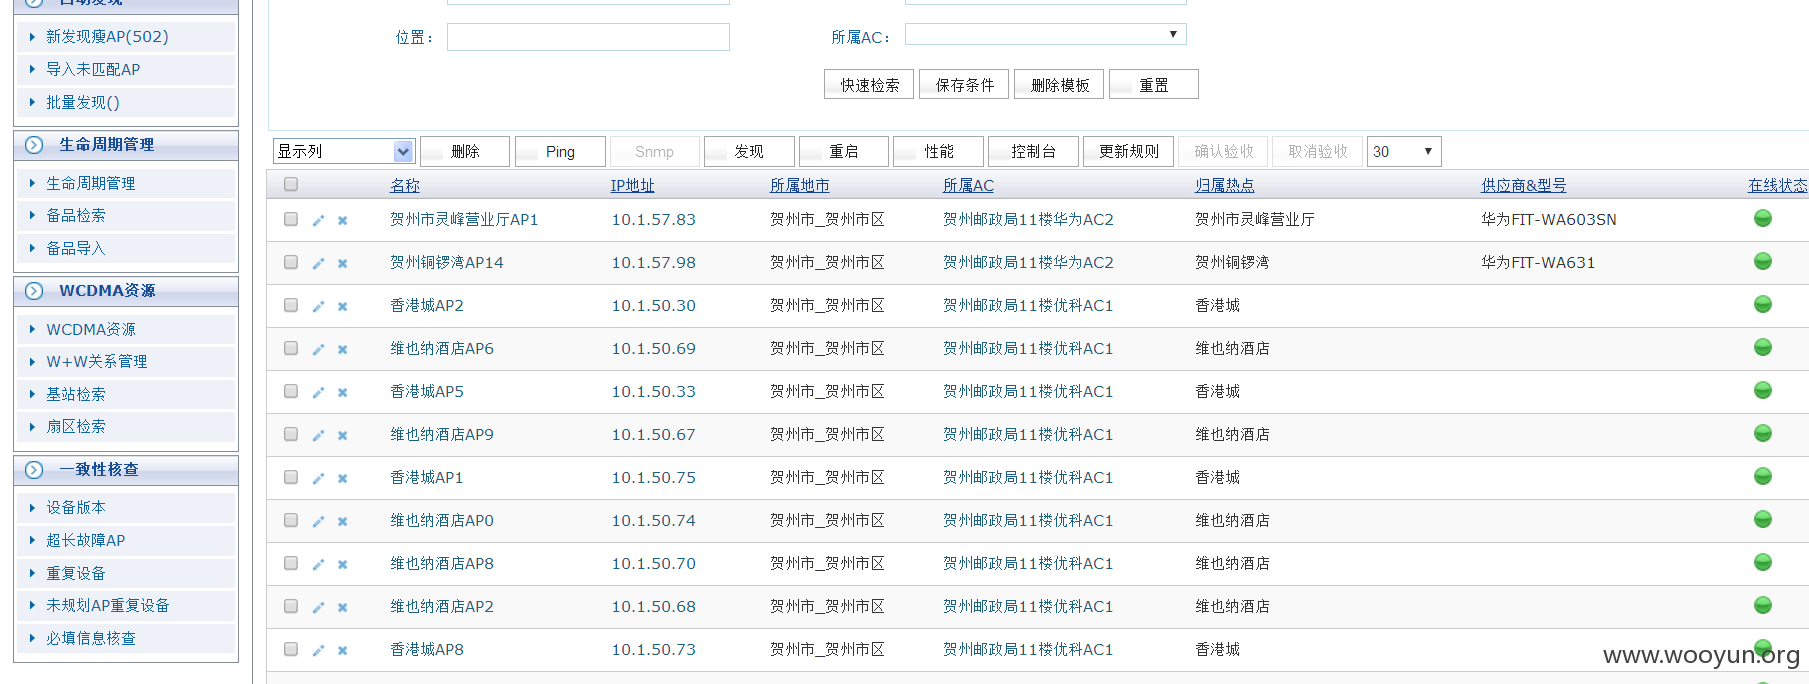 自动发现
新发现瘦AP(502)
导入未匹配AP
批量发现()
生命周期管理
生命周期管理
备品检索
备品导入
WCDMA资源
WCDMA资源
W+W关系管理
基站检索
扇区检索
一致性核查
设备版本
超长故障AP
重复设备
未规划AP重复设备
必填信息核查
位置： 所属AC：
快速检索 保存条件 删除模板 重置
显示列 删除 Ping Snmp 发现 重启 性能 控制台 更新规则 确认验收 取消验收 30
名称 IP地址 所属地市 所属AC 归属热点 供应商&型号 在线状态
贺州市灵峰营业厅AP1 10.1.57.83 贺州市_贺州市区 贺州邮政局11楼华为AC2 贺州市灵峰营业厅 华为FIT-WA603SN
贺州铜锣湾AP14 10.1.57.98 贺州市_贺州市区 贺州邮政局11楼华为AC2 贺州铜锣湾 华为FIT-WA631
香港城AP2 10.1.50.30 贺州市_贺州市区 贺州邮政局11楼优科AC1 香港城
维也纳酒店AP6 10.1.50.69 贺州市_贺州市区 贺州邮政局11楼优科AC1 维也纳酒店
香港城AP5 10.1.50.33 贺州市_贺州市区 贺州邮政局11楼优科AC1 香港城
维也纳酒店AP9 10.1.50.67 贺州市_贺州市区 贺州邮政局11楼优科AC1 维也纳酒店
香港城AP1 10.1.50.75 贺州市_贺州市区 贺州邮政局11楼优科AC1 香港城
维也纳酒店AP0 10.1.50.74 贺州市_贺州市区 贺州邮政局11楼优科AC1 维也纳酒店
维也纳酒店AP8 10.1.50.70 贺州市_贺州市区 贺州邮政局11楼优科AC1 维也纳酒店
维也纳酒店AP2 10.1.50.68 贺州市_贺州市区 贺州邮政局11楼优科AC1 维也纳酒店
香港城AP8 10.1.50.73 贺州市_贺州市区 贺州邮政局11楼优科AC1 香港城
www.wooyun.org